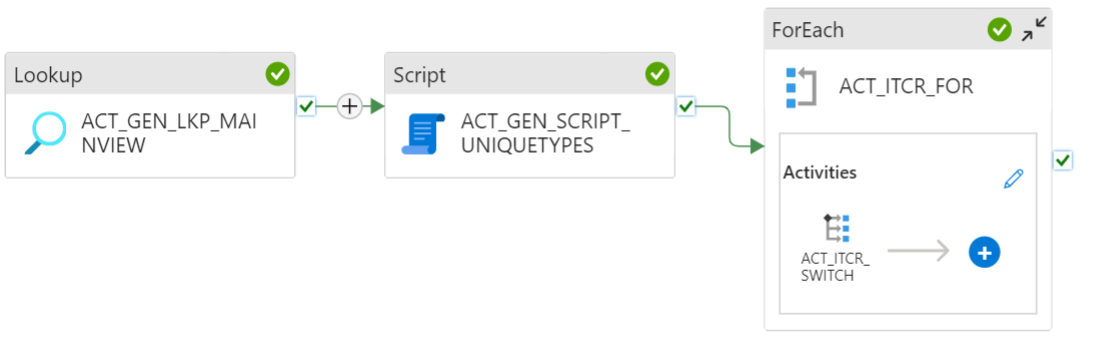 Lookup
ACT_GEN_LKP_MAI
NVIEW
Script
ACT_GEN_SCRIPT_
UNIQUETYPES
ForEach
ACT_ITCR_FOR
Activities
ACT_ITCR_
SWITCH